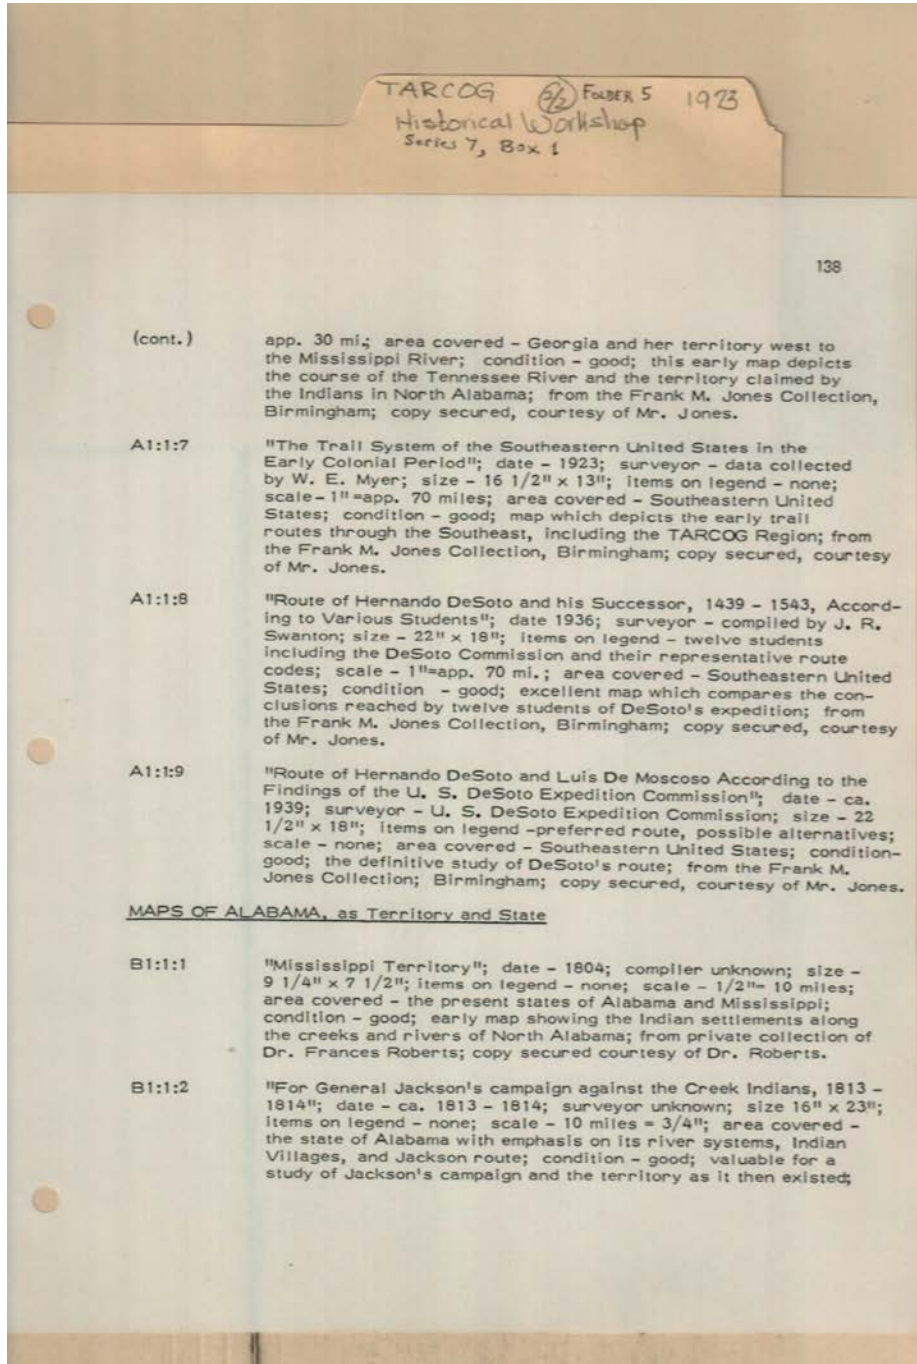 TARCOG 2/2 FOLDER 5 1973
Historical Workshop
Series 7, Box 1
138
(cont.) app. 30 mi.; area covered - Georgia and her territory west to
the Mississippi River; condition - good; this early map depicts
the course of the Tennessee River and the territory claimed by
the Indians in North Alabama; from the Frank M. Jones Collection,
Birmingham; copy secured, courtesy of Mr. Jones.
A1:1:7 "The Trail System of the Southeastern United States in the
Early Colonial Period"; date - 1923; surveyor - data collected
by W. E. Myer; size - 16 1/2" x 13"; items on legend - none;
scale- 1"=app. 70 miles; area covered - Southeastern United
States; condition - good; map which depicts the early trail
routes through the Southeast, including the TARCOG Region; from
the Frank M. Jones Collection, Birmingham; copy secured, courtesy
of Mr. Jones.
A1:1:8 "Route of Hernando DeSoto and his Successor, 1439 - 1543, Accord-
ing to Various Students"; date 1936; surveyor - compiled by J. R.
Swanton; size - 22" x 18"; items on legend - twelve students
including the DeSoto Commission and their representative route
codes; scale - 1"=app. 70 mi.; area covered - Southeastern United
States; condition - good; excellent map which compares the con-
clusions reached by twelve students of DeSoto's expedition; from
the Frank M. Jones Collection, Birmingham; copy secured, courtesy
of Mr. Jones.
A1:1:9 "Route of Hernando DeSoto and Luis De Moscoso According to the
Findings of the U. S. DeSoto Expedition Commission"; date - ca.
1939; surveyor - U. S. DeSoto Expedition Commission; size - 22
1/2" x 18"; items on legend -preferred route, possible alternatives;
scale - none; area covered - Southeastern United States; condition-
good; the definitive study of DeSoto's route; from the Frank M.
Jones Collection; Birmingham; copy secured, courtesy of Mr. Jones.
MAPS OF ALABAMA, as Territory and State
B1:1:1 "Mississippi Territory"; date - 1804; compiler unknown; size -
9 1/4" x 7 1/2"; items on legend - none; scale - 1/2"= 10 miles;
area covered - the present states of Alabama and Mississippi;
condition - good; early map showing the Indian settlements along
the creeks and rivers of North Alabama; from private collection of
Dr. Frances Roberts; copy secured courtesy of Dr. Roberts.
B1:1:2 "For General Jackson's campaign against the Creek Indians, 1813 -
1814"; date - ca. 1813 - 1814; surveyor unknown; size 16" x 23";
items on legend - none; scale - 10 miles = 3/4"; area covered -
the state of Alabama with emphasis on its river systems, Indian
Villages, and Jackson route; condition - good; valuable for a
study of Jackson's campaign and the territory as it then existed;